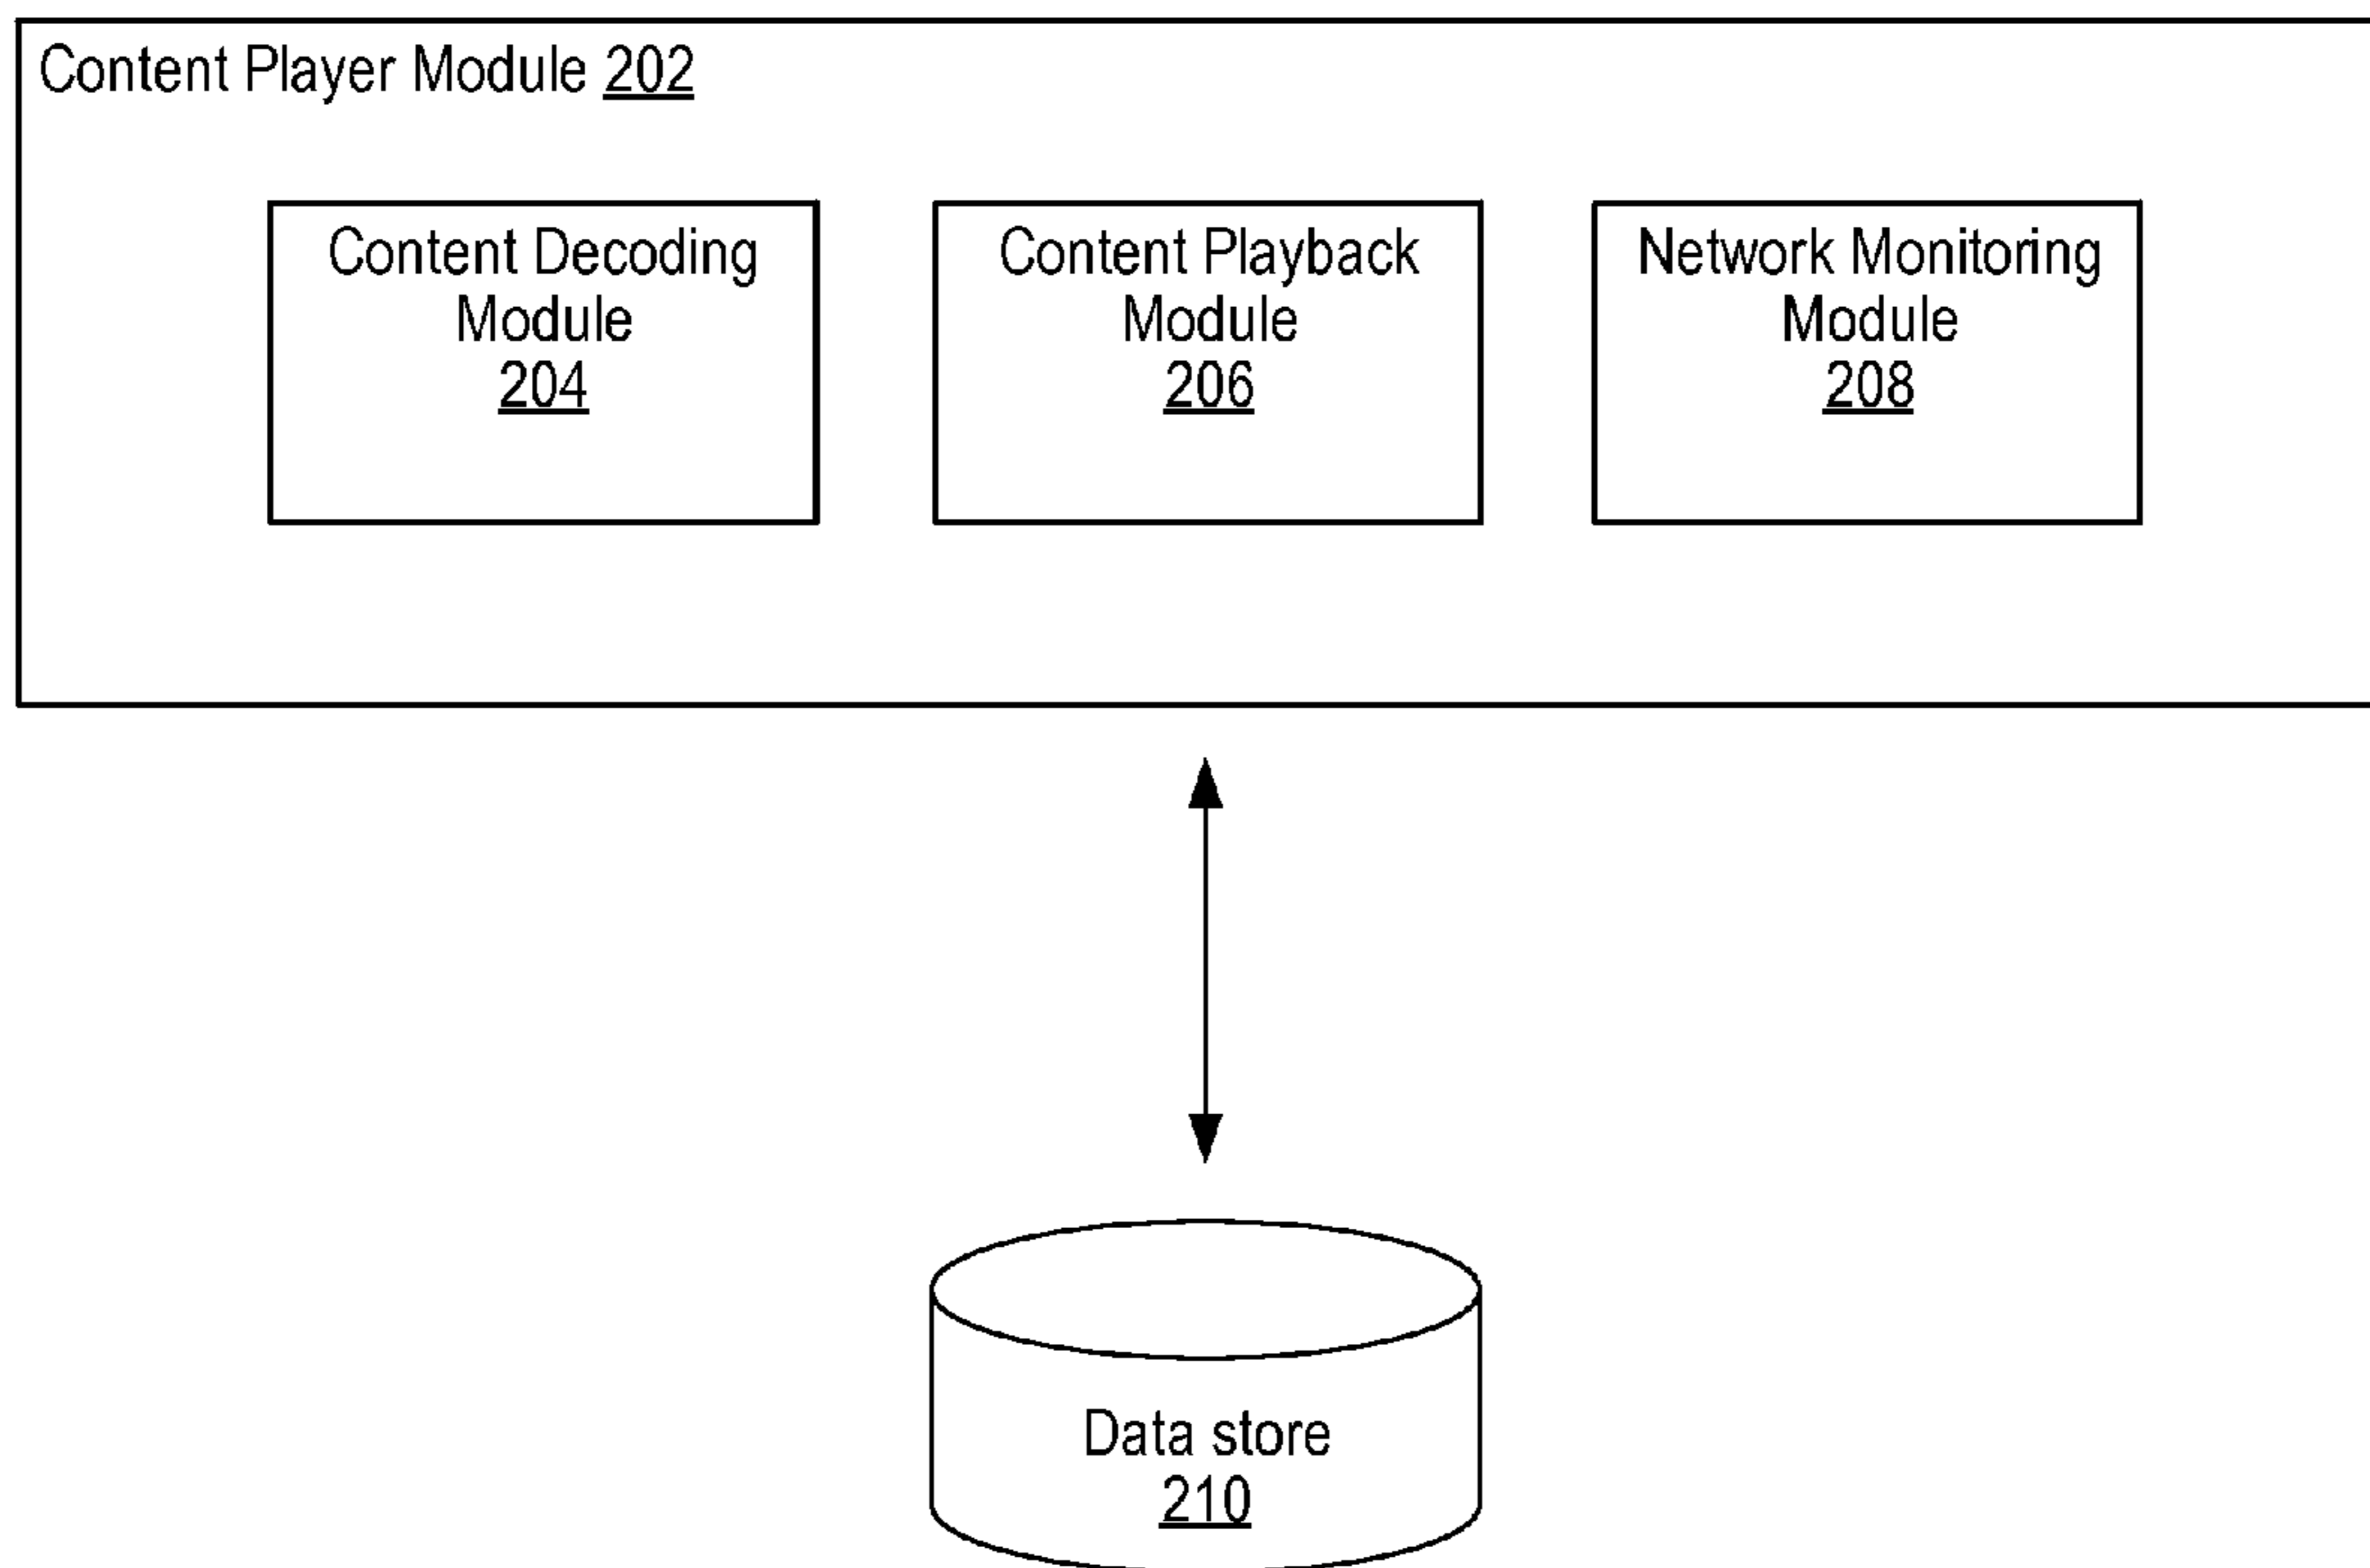 Content Player Module 202
Content Decoding
Module
204
Content Playback
Module
206
Network Monitoring
Module
208
Data store
210